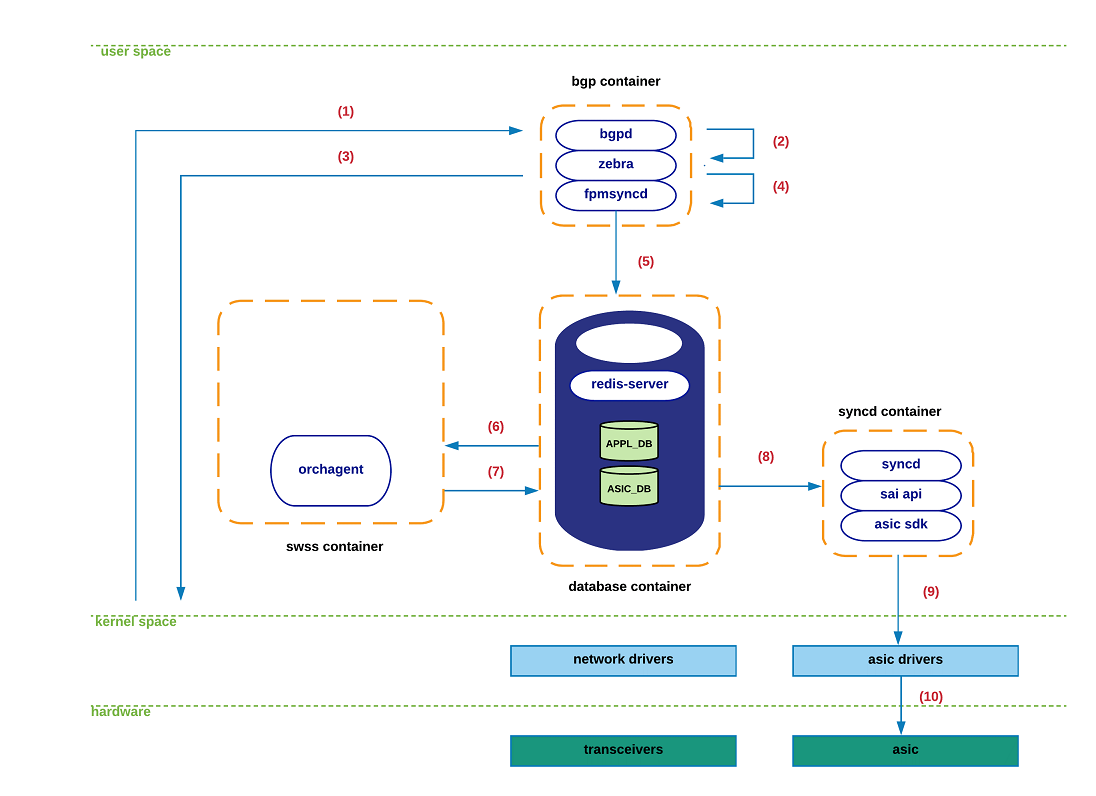 user space
bgp container
(1)
bgpd
(2)
(3)
zebra
(4)
fpmsyncd
(5)
redis-server
syncd container
(6)
APPL_DB
(8)
syncd
orchagent
(7)
ASIC_DB
sai api
asic sdk
swss container
database container
(9)
kernel space
network drivers
asic drivers
(10)
hardware
transceivers
asic